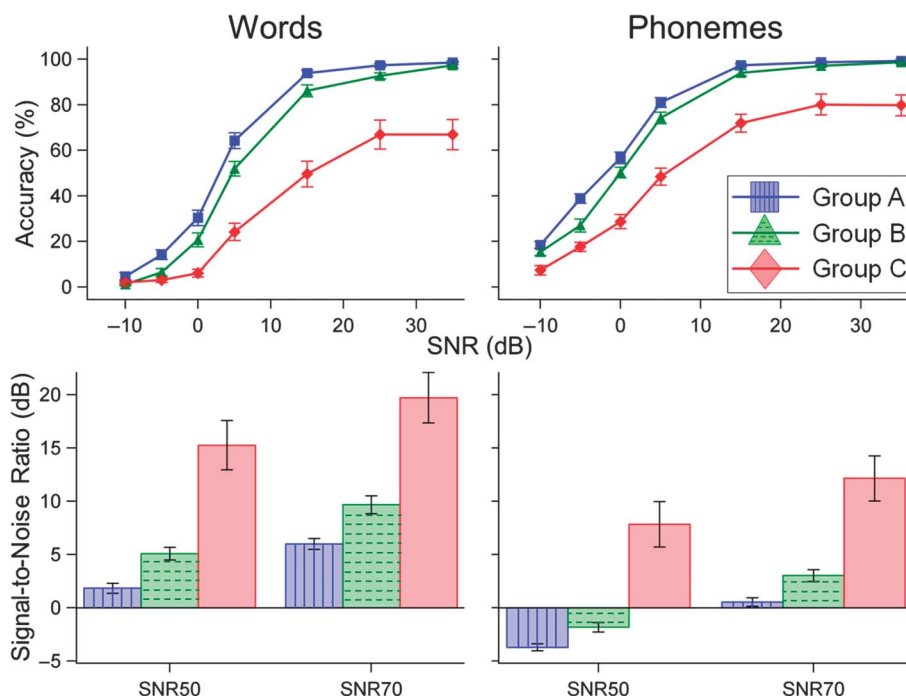 Words
Phonemes
Accuracy (%)
100
80
60
40
20
0
–10 0 10 20 30
–10 0 10 20 30
SNR (dB)
Group A
Group B
Group C
Signal-to-Noise Ratio (dB)
20
15
10
5
0
–5
SNR50 SNR70
SNR50 SNR70